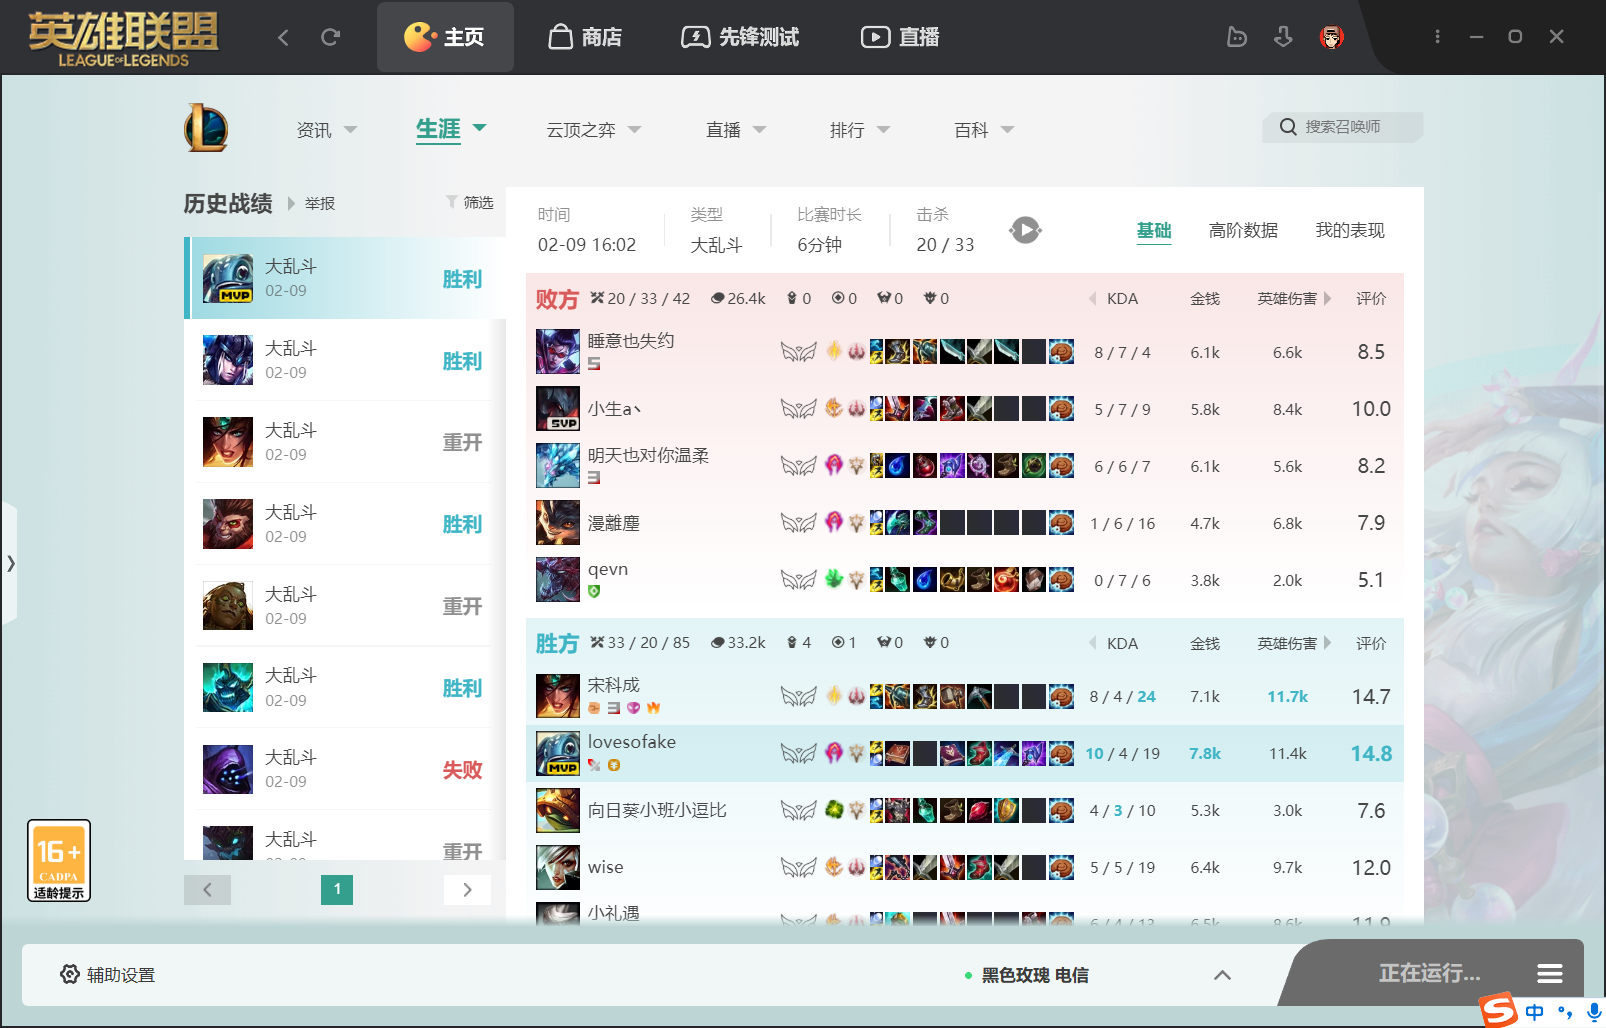 英雄联盟
LEAGUE of LEGENDS
主页
商店
先锋测试
直播
资讯
生涯
云顶之弈
直播
排行
百科
搜索召唤师
历史战绩
举报
筛选
大乱斗
02-09
胜利
MVP
大乱斗
02-09
胜利
大乱斗
02-09
重开
大乱斗
02-09
胜利
大乱斗
02-09
重开
大乱斗
02-09
胜利
大乱斗
02-09
失败
大乱斗
重开
1
时间
02-09 16:02
类型
大乱斗
比赛时长
6分钟
击杀
20 / 33
基础
高阶数据
我的表现
败方 20 / 33 / 42 26.4k 0 0 0 0 KDA 金钱 英雄伤害 评价
睡意也失约 8 / 7 / 4 6.1k 6.6k 8.5
小生a丶 SVP 5 / 7 / 9 5.8k 8.4k 10.0
明天也对你温柔 6 / 6 / 7 6.1k 5.6k 8.2
漫離塵 1 / 6 / 16 4.7k 6.8k 7.9
qevn 0 / 7 / 6 3.8k 2.0k 5.1
胜方 33 / 20 / 85 33.2k 4 1 0 0 KDA 金钱 英雄伤害 评价
宋科成 8 / 4 / 24 7.1k 11.7k 14.7
lovesofake MVP 10 / 4 / 19 7.8k 11.4k 14.8
向日葵小班小逗比 4 / 3 / 10 5.3k 3.0k 7.6
wise 5 / 5 / 19 6.4k 9.7k 12.0
小礼遇 6 / 4 / 13 6.5k 8.6k 11.9
16+
CADPA
适龄提示
辅助设置
黑色玫瑰 电信
正在运行...
S 中